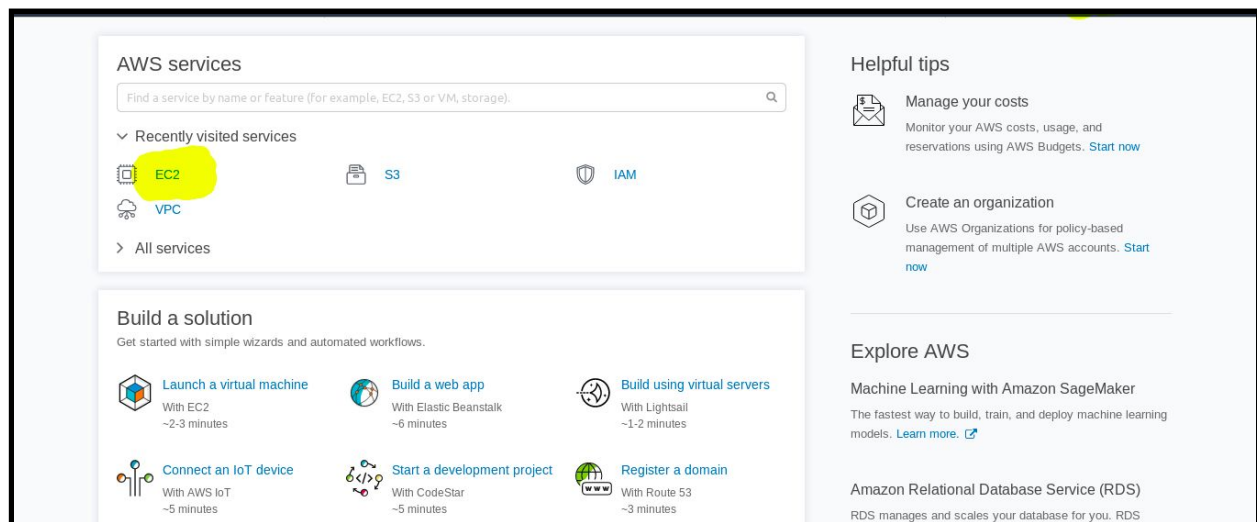 AWS services
Find a service by name or feature (for example, EC2, S3 or VM, storage).
Recently visited services
EC2
S3
IAM
VPC
All services
Build a solution
Get started with simple wizards and automated workflows.
Launch a virtual machine
With EC2
~2-3 minutes
Build a web app
With Elastic Beanstalk
~6 minutes
Build using virtual servers
With Lightsail
~1-2 minutes
Connect an IoT device
With AWS IoT
~5 minutes
Start a development project
With CodeStar
~5 minutes
Register a domain
With Route 53
~3 minutes
Helpful tips
Manage your costs
Monitor your AWS costs, usage, and
reservations using AWS Budgets. Start now
Create an organization
Use AWS Organizations for policy-based
management of multiple AWS accounts. Start
now
Explore AWS
Machine Learning with Amazon SageMaker
The fastest way to build, train, and deploy machine learning
models. Learn more.
Amazon Relational Database Service (RDS)
RDS manages and scales your database for you. RDS